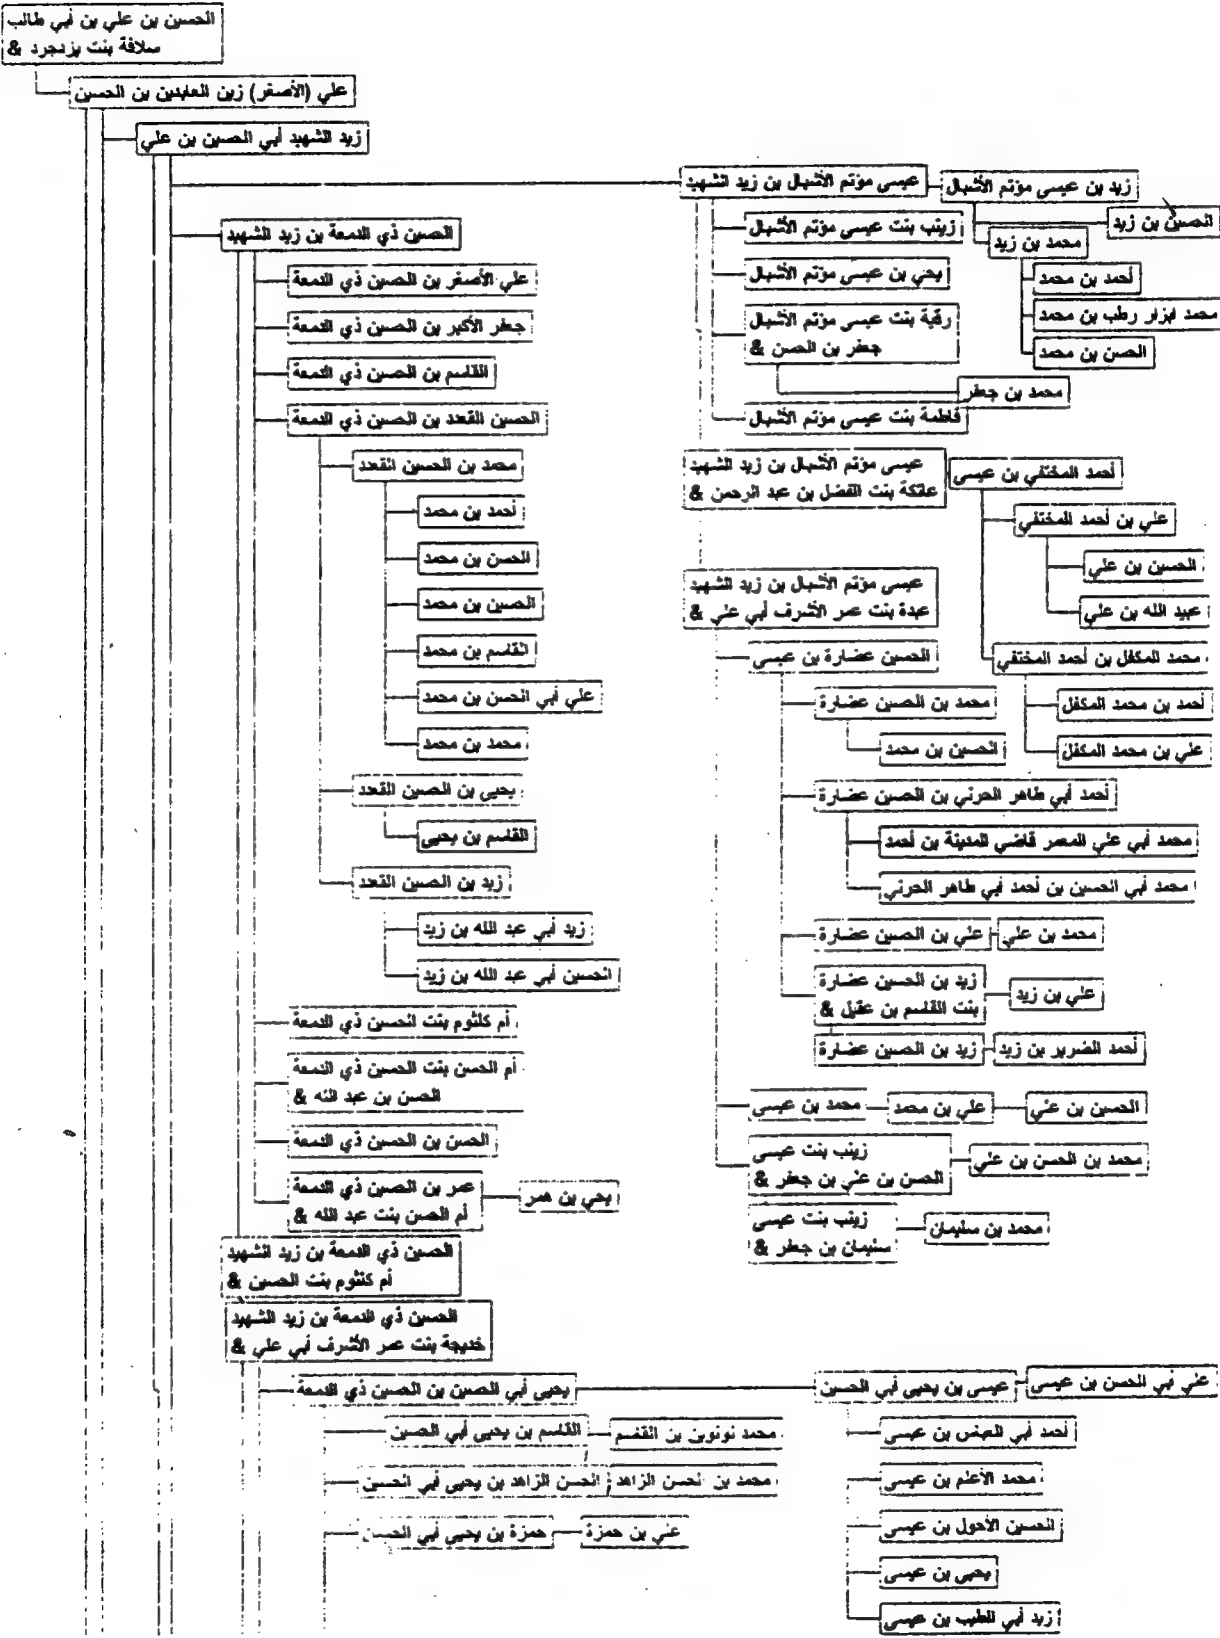 الحسين بن علي بن أبي طالب
سلافة بنت يزدجرد &
علي (الأصغر) زين العابدين بن الحسين
زيد الشهيد أبي الحسين بن علي
عيسى مؤتم الأشبال بن زيد الشهيد
زيد بن عيسى مؤتم الأشبال
الحسين بن زيد
محمد بن زيد
أحمد بن محمد
محمد ابزار رطب بن محمد
الحسن بن محمد
زينب بنت عيسى مؤتم الأشبال
يحي بن عيسى مؤتم الأشبال
رقية بنت عيسى مؤتم الأشبال
جعفر بن الحسن &
محمد بن جعفر
فاطمة بنت عيسى مؤتم الأشبال
عيسى مؤتم الأشبال بن زيد الشهيد
عاتكة بنت الفضل بن عبد الرحمن &
أحمد المختفي بن عيسى
علي بن أحمد المختفي
الحسين بن علي
عبيد الله بن علي
محمد المكفل بن أحمد المختفي
أحمد بن محمد المكفل
علي بن محمد المكفل
عيسى مؤتم الأشبال بن زيد الشهيد
عبدة بنت عمر الأشرف أبي علي &
الحسين عضارة بن عيسى
محمد بن الحسين عضارة
الحسين بن محمد
أحمد أبي طاهر الحرني بن الحسين عضارة
محمد أبي علي المعمر قاضي المدينة بن أحمد
محمد أبي الحسين بن أحمد أبي طاهر الحرني
علي بن الحسين عضارة
محمد بن علي
زيد بن الحسين عضارة
بنت القاسم بن عقيل &
علي بن زيد
زيد بن الحسين عضارة
أحمد الضرير بن زيد
محمد بن عيسى
علي بن محمد
الحسين بن علي
زينب بنت عيسى
الحسن بن علي بن جعفر &
محمد بن الحسن بن علي
زينب بنت عيسى
سليمان بن جعفر &
محمد بن سليمان
الحسين ذي الدمعة بن زيد الشهيد
علي الأصغر بن الحسين ذي الدمعة
جعفر الأكبر بن الحسين ذي الدمعة
القاسم بن الحسين ذي الدمعة
الحسين القعدد بن الحسين ذي الدمعة
محمد بن الحسين القعدد
أحمد بن محمد
الحسن بن محمد
الحسين بن محمد
القاسم بن محمد
علي أبي الحسن بن محمد
محمد بن محمد
يحيى بن الحسين القعدد
القاسم بن يحيى
زيد بن الحسين القعدد
زيد أبي عبد الله بن زيد
الحسين أبي عبد الله بن زيد
أم كلثوم بنت الحسين ذي الدمعة
أم الحسن بنت الحسين ذي الدمعة
الحسن بن عبد الله &
الحسن بن الحسين ذي الدمعة
عمر بن الحسين ذي الدمعة
أم الحسن بنت عبد الله &
يحي بن همر
الحسين ذي الدمعة بن زيد الشهيد
أم كلثوم بنت الحسين &
الحسين ذي الدمعة بن زيد الشهيد
خديجة بنت عمر الأشرف أبي علي &
يحيى أبي الحسين بن الحسين ذي الدمعة
عيسى بن يحيى أبي الحسين
علي أبي الحسن بن عيسى
أحمد أبي العباس بن عيسى
محمد الأعلم بن عيسى
الحسين الأحول بن عيسى
يحيى بن عيسى
زيد أبي الطيب بن عيسى
القاسم بن يحيى أبي الحسين
محمد نونوين بن القاسم
الحسن الزاهد بن يحيى أبي الحسين
محمد بن الحسن الزاهد
حمزة بن يحيى أبي الحسين
علي بن حمزة